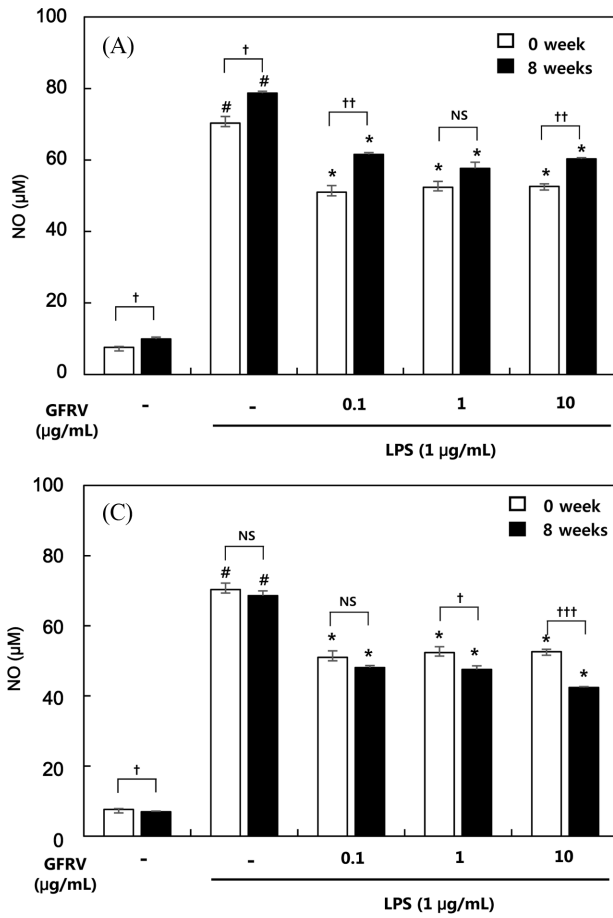 (A)
0 week
8 weeks
NO (µM)
100
80
60
40
20
0
†
†
††
NS
††
# #
* * * * * *
GFRV (µg/mL)
- - 0.1 1 10
LPS (1 µg/mL)
(C)
0 week
8 weeks
NO (µM)
100
80
60
40
20
0
†
NS
NS
†
†††
# #
* * * * * *
GFRV (µg/mL)
- - 0.1 1 10
LPS (1 µg/mL)